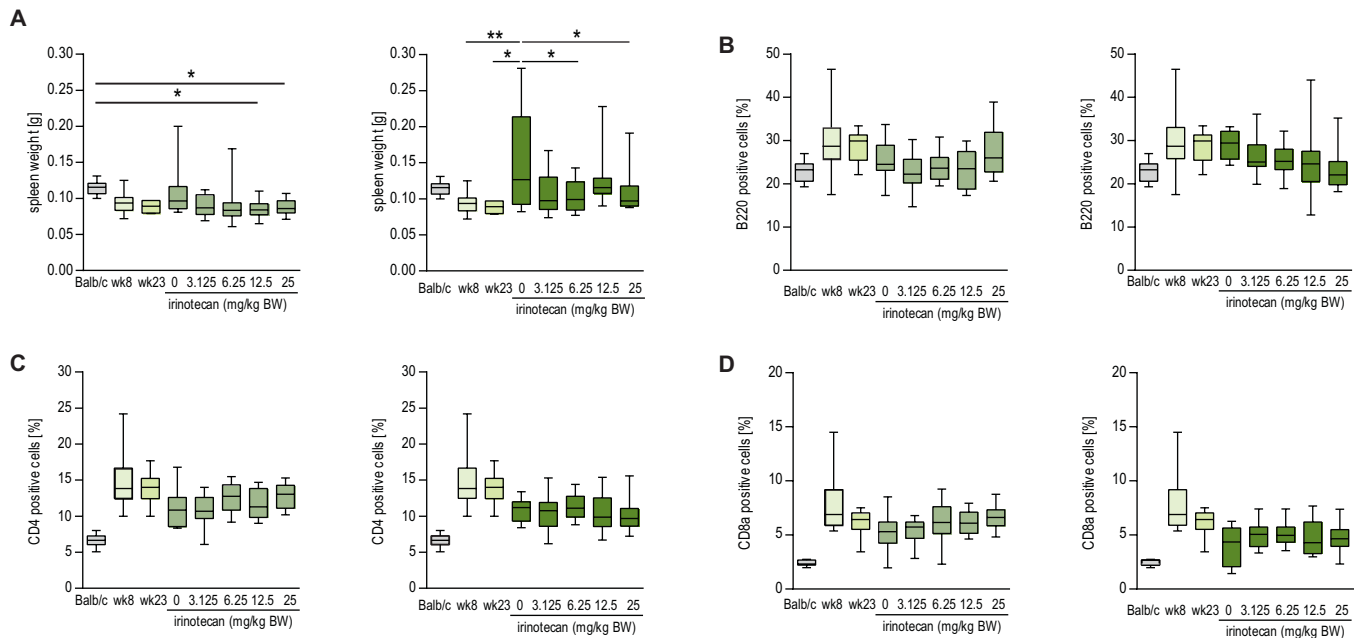 A
spleen weight [g]
0.30
0.25
0.20
0.15
0.10
0.05
0.00
*
*
Balb/c wk8 wk23 0 3.125 6.25 12.5 25
irinotecan (mg/kg BW)
spleen weight [g]
0.30
0.25
0.20
0.15
0.10
0.05
0.00
** *
* *
Balb/c wk8 wk23 0 3.125 6.25 12.5 25
irinotecan (mg/kg BW)
B
B220 positive cells [%]
50
40
30
20
10
0
Balb/c wk8 wk23 0 3.125 6.25 12.5 25
irinotecan (mg/kg BW)
B220 positive cells [%]
50
40
30
20
10
0
Balb/c wk8 wk23 0 3.125 6.25 12.5 25
irinotecan (mg/kg BW)
C
CD4 positive cells [%]
30
25
20
15
10
5
0
Balb/c wk8 wk23 0 3.125 6.25 12.5 25
irinotecan (mg/kg BW)
CD4 positive cells [%]
30
25
20
15
10
5
0
Balb/c wk8 wk23 0 3.125 6.25 12.5 25
irinotecan (mg/kg BW)
D
CD8a positive cells [%]
20
15
10
5
0
Balb/c wk8 wk23 0 3.125 6.25 12.5 25
irinotecan (mg/kg BW)
CD8a positive cells [%]
20
15
10
5
0
Balb/c wk8 wk23 0 3.125 6.25 12.5 25
irinotecan (mg/kg BW)